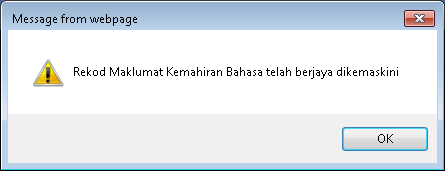 Message from webpage
Rekod Maklumat Kemahiran Bahasa telah berjaya dikemaskini
OK